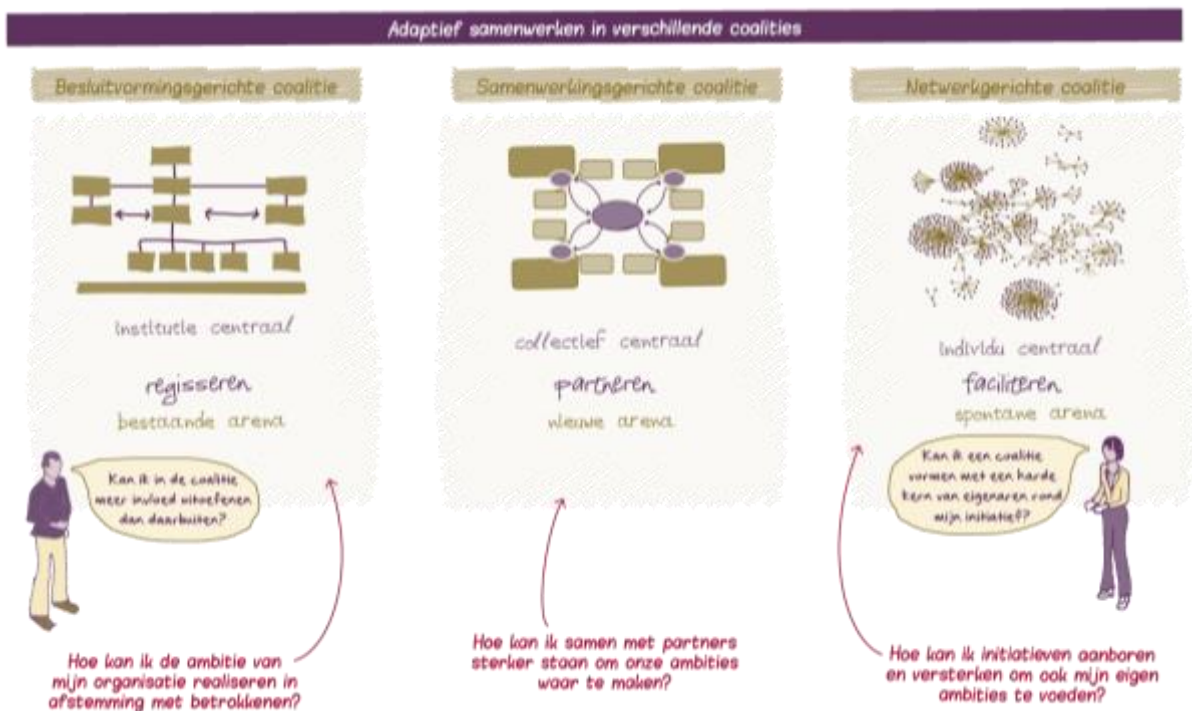 Adaptief samenwerken in verschillende coalities
Besluitvormingsgerichte coalitie
institutie centraal
regisseren
bestaande arena
Kan ik in de coalitie
meer invloed uitoefenen
dan daarbuiten?
Hoe kan ik de ambitie van
mijn organisatie realiseren in
afstemming met betrokkenen?
Samenwerkingsgerichte coalitie
collectief centraal
partneren
nieuwe arena
Hoe kan ik samen met partners
sterker staan om onze ambities
waar te maken?
Netwerkgerichte coalitie
individu centraal
faciliteren
spontane arena
Kan ik een coalitie
vormen met een harde
kern van eigenaren rond
mijn initiatief?
Hoe kan ik initiatieven aanboren
en versterken om ook mijn eigen
ambities te voeden?